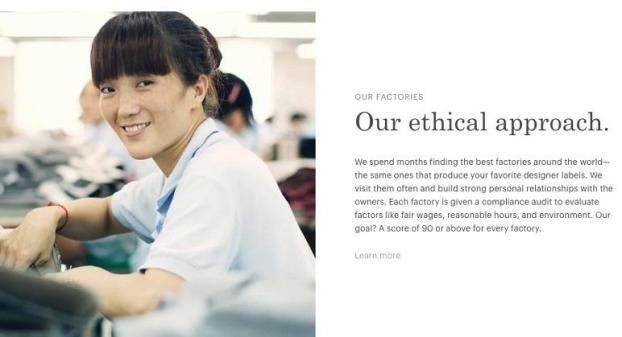 OUR FACTORIES
Our ethical approach.
We spend months finding the best factories around the world—
the same ones that produce your favorite designer labels. We
visit them often and build strong personal relationships with the
owners. Each factory is given a compliance audit to evaluate
factors like fair wages, reasonable hours, and environment. Our
goal? A score of 90 or above for every factory.
Learn more